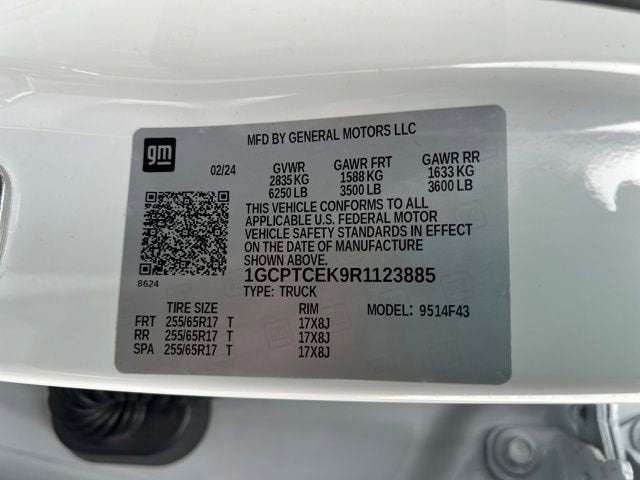 gm
MFD BY GENERAL MOTORS LLC
02/24 GVWR GAWR FRT GAWR RR
2835 KG 1588 KG 1633 KG
6250 LB 3500 LB 3600 LB
THIS VEHICLE CONFORMS TO ALL
APPLICABLE U.S. FEDERAL MOTOR
VEHICLE SAFETY STANDARDS IN EFFECT
ON THE DATE OF MANUFACTURE
SHOWN ABOVE.
8624 1GCPTCEK9R1123885
TYPE: TRUCK
TIRE SIZE RIM MODEL: 9514F43
FRT 255/65R17 T 17X8J
RR 255/65R17 T 17X8J
SPA 255/65R17 T 17X8J